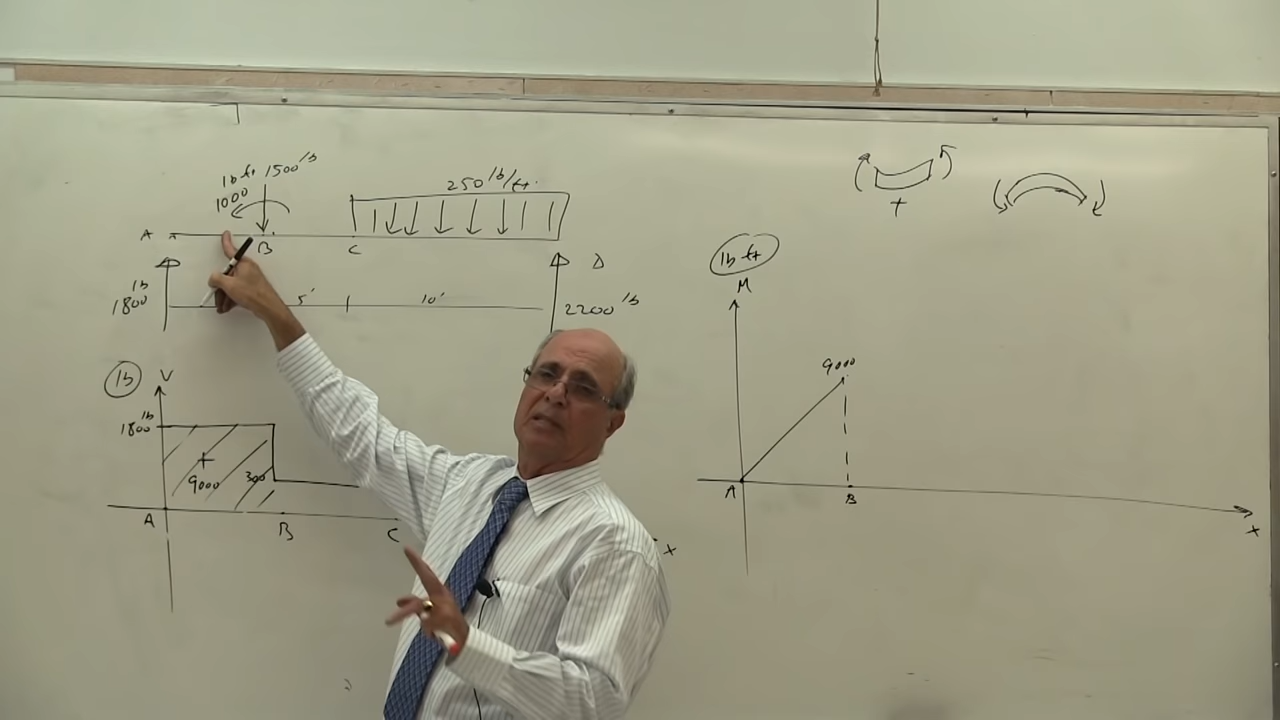 lb ft 1500 lb
1000
250 lb/ft.
A
B
C
D
lb
1800
5'
10'
2200 lb
+
lb ft
M
lb
V
1800 lb
+
9000
300
A
B
C
x
9000
A
B
x